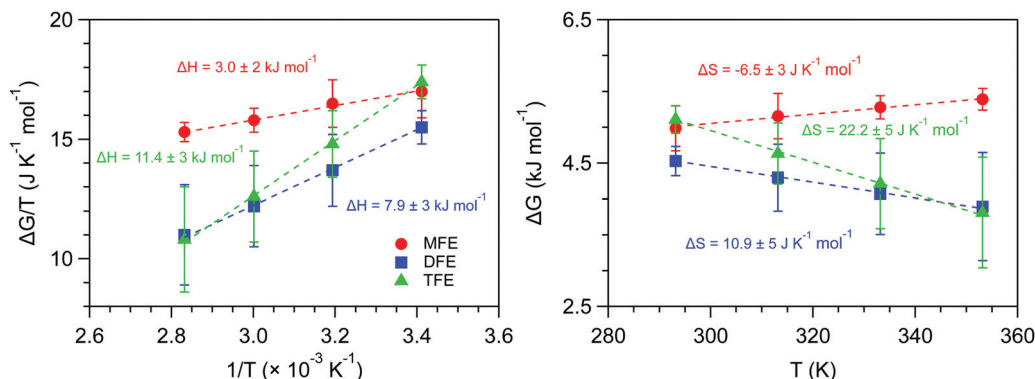 20
15
10
ΔG/T (J K⁻¹ mol⁻¹)
ΔH = 3.0 ± 2 kJ mol⁻¹
ΔH = 11.4 ± 3 kJ mol⁻¹
ΔH = 7.9 ± 3 kJ mol⁻¹
MFE
DFE
TFE
2.6 2.8 3.0 3.2 3.4 3.6
1/T (× 10⁻³ K⁻¹)
6.5
4.5
2.5
ΔG (kJ mol⁻¹)
ΔS = -6.5 ± 3 J K⁻¹ mol⁻¹
ΔS = 22.2 ± 5 J K⁻¹ mol⁻¹
ΔS = 10.9 ± 5 J K⁻¹ mol⁻¹
280 300 320 340 360
T (K)